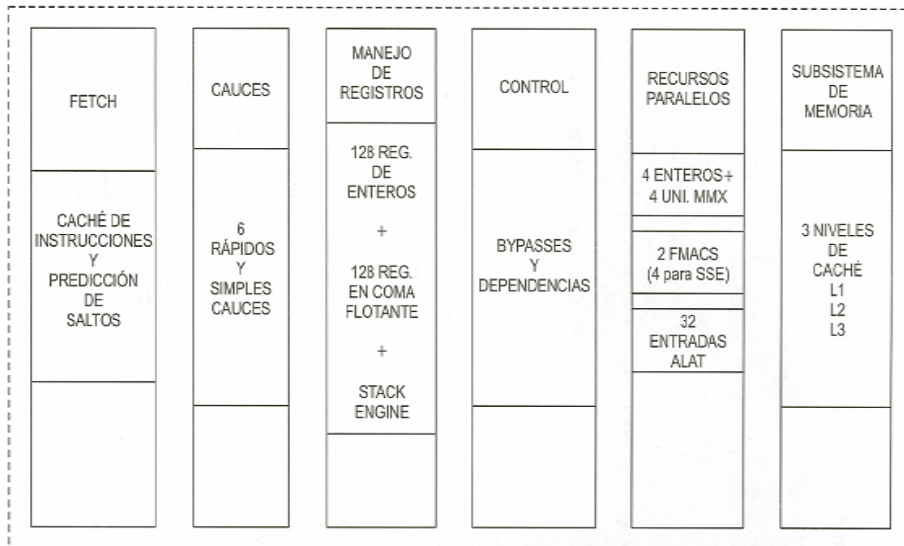 FETCH
CACHÉ DE
INSTRUCCIONES
Y
PREDICCIÓN
DE
SALTOS
CAUCES
6
RÁPIDOS
Y
SIMPLES
CAUCES
MANEJO
DE
REGISTROS
128 REG.
DE
ENTEROS
+
128 REG.
EN COMA
FLOTANTE
+
STACK
ENGINE
CONTROL
BYPASSES
Y
DEPENDENCIAS
RECURSOS
PARALELOS
4 ENTEROS+
4 UNI. MMX
2 FMACS
(4 para SSE)
32
ENTRADAS
ALAT
SUBSISTEMA
DE
MEMORIA
3 NIVELES
DE
CACHÉ
L1
L2
L3